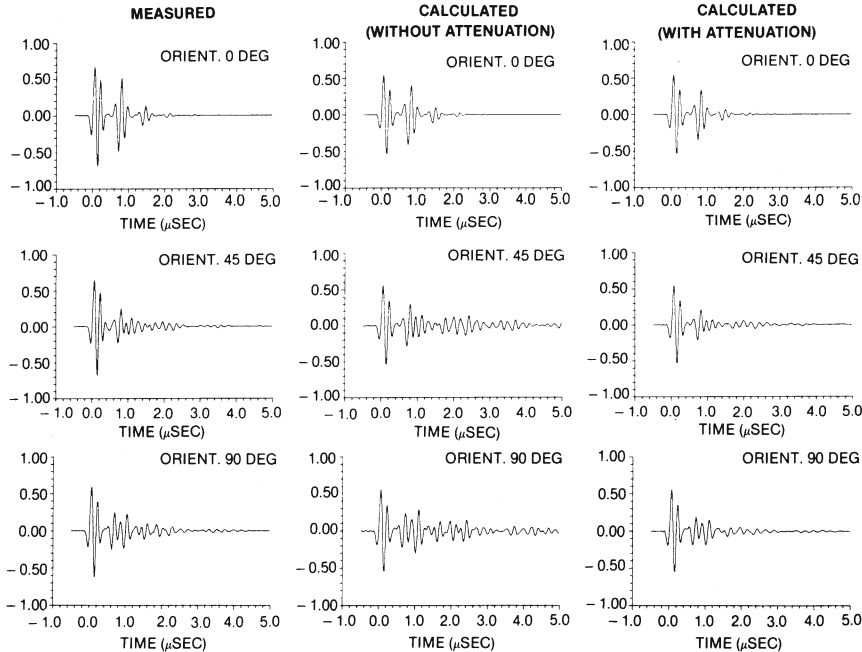 MEASURED
CALCULATED
(WITHOUT ATTENUATION)
CALCULATED
(WITH ATTENUATION)
ORIENT. 0 DEG
1.00
0.50
0.00
– 0.50
– 1.00
– 1.0 0.0 1.0 2.0 3.0 4.0 5.0
TIME (μSEC)
ORIENT. 0 DEG
1.00
0.50
0.00
– 0.50
– 1.00
– 1.0 0.0 1.0 2.0 3.0 4.0 5.0
TIME (μSEC)
ORIENT. 0 DEG
1.00
0.50
0.00
– 0.50
– 1.00
– 1.0 0.0 1.0 2.0 3.0 4.0 5.0
TIME (μSEC)
ORIENT. 45 DEG
1.00
0.50
0.00
– 0.50
– 1.00
– 1.0 0.0 1.0 2.0 3.0 4.0 5.0
TIME (μSEC)
ORIENT. 45 DEG
1.00
0.50
0.00
– 0.50
– 1.00
– 1.0 0.0 1.0 2.0 3.0 4.0 5.0
TIME (μSEC)
ORIENT. 45 DEG
1.00
0.50
0.00
– 0.50
– 1.00
– 1.0 0.0 1.0 2.0 3.0 4.0 5.0
TIME (μSEC)
ORIENT. 90 DEG
1.00
0.50
0.00
– 0.50
– 1.00
– 1.0 0.0 1.0 2.0 3.0 4.0 5.0
TIME (μSEC)
ORIENT. 90 DEG
1.00
0.50
0.00
– 0.50
– 1.00
– 1.0 0.0 1.0 2.0 3.0 4.0 5.0
TIME (μSEC)
ORIENT. 90 DEG
1.00
0.50
0.00
– 0.50
– 1.00
– 1.0 0.0 1.0 2.0 3.0 4.0 5.0
TIME (μSEC)